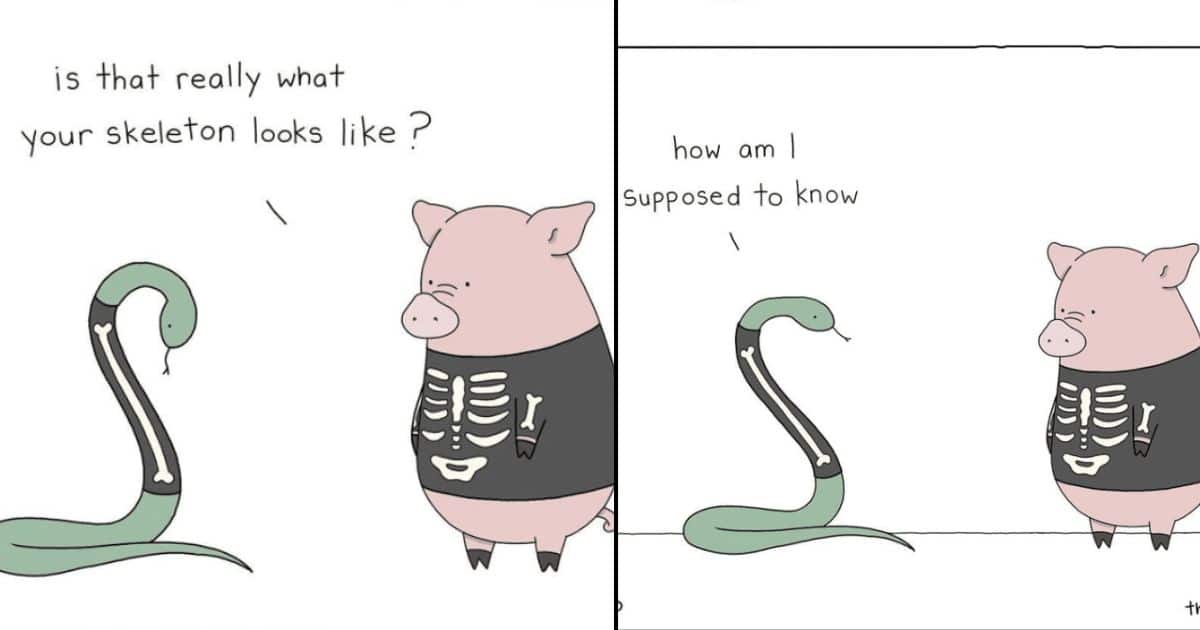 is that really what
your skeleton looks like?
how am I
supposed to know